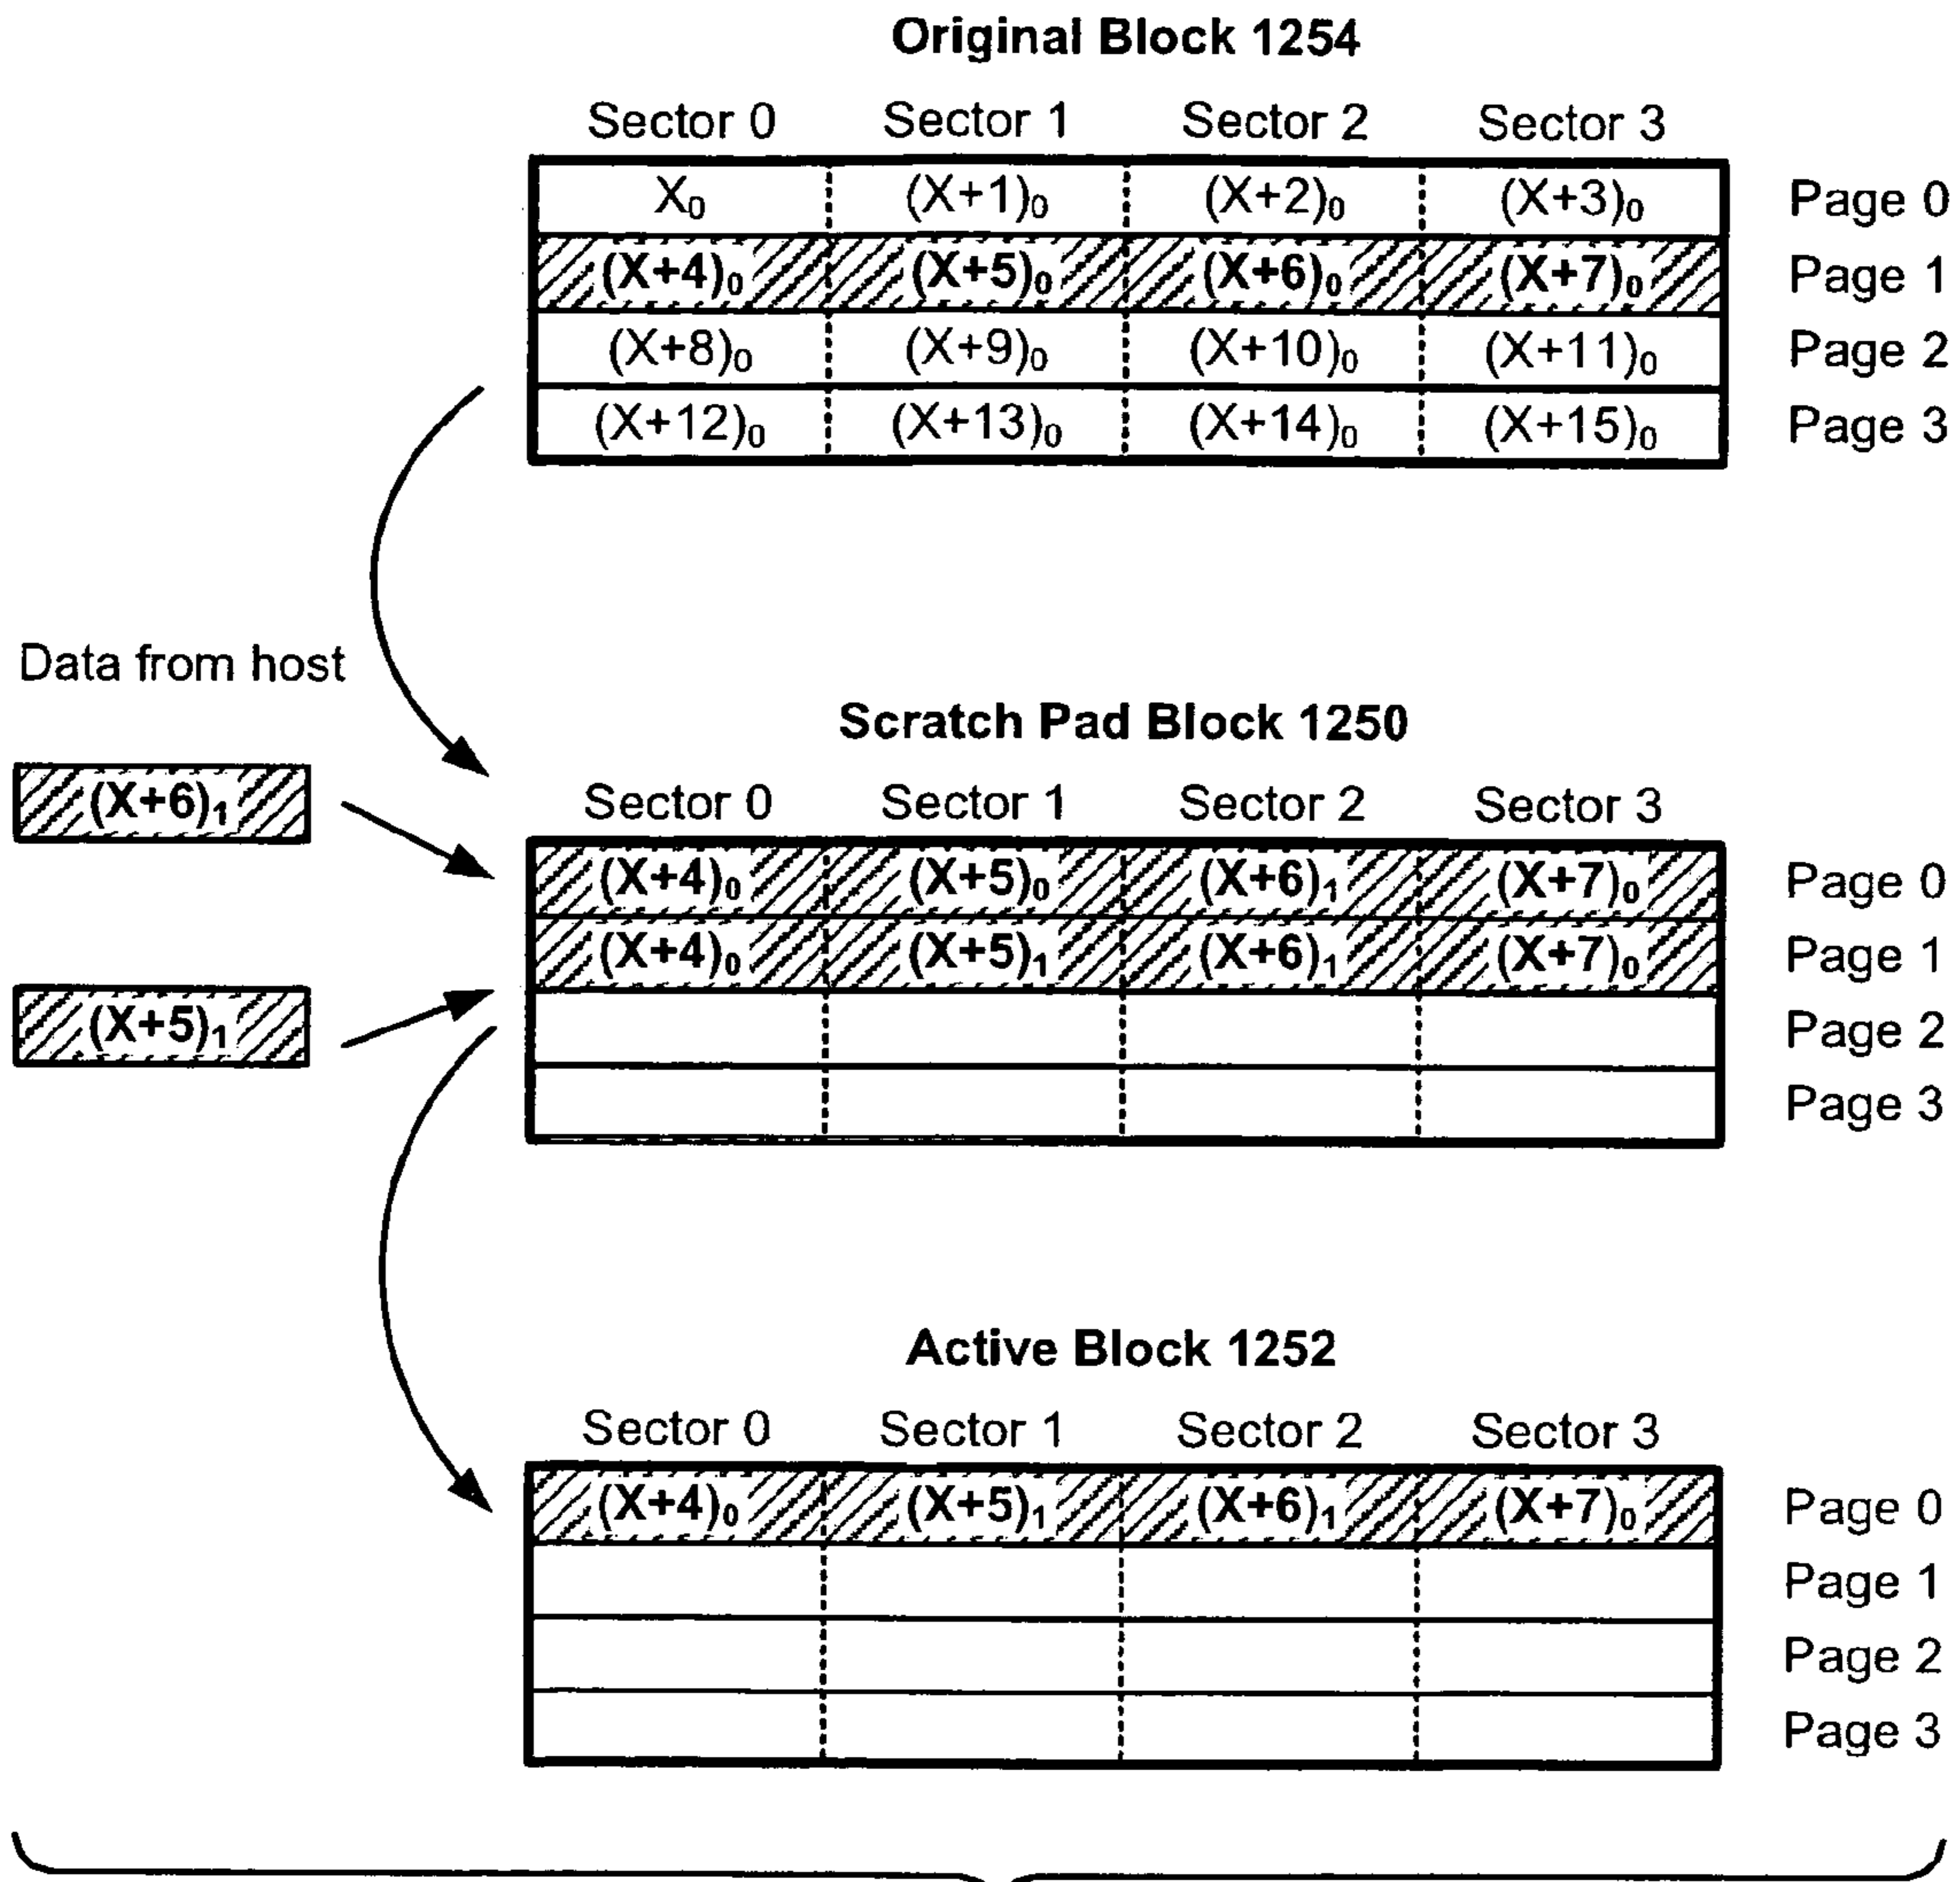 Original Block 1254
Sector 0 Sector 1 Sector 2 Sector 3
X₀ (X+1)₀ (X+2)₀ (X+3)₀ Page 0
(X+4)₀ (X+5)₀ (X+6)₀ (X+7)₀ Page 1
(X+8)₀ (X+9)₀ (X+10)₀ (X+11)₀ Page 2
(X+12)₀ (X+13)₀ (X+14)₀ (X+15)₀ Page 3
Data from host
(X+6)₁
(X+5)₁
Scratch Pad Block 1250
Sector 0 Sector 1 Sector 2 Sector 3
(X+4)₀ (X+5)₀ (X+6)₁ (X+7)₀ Page 0
(X+4)₀ (X+5)₁ (X+6)₁ (X+7)₀ Page 1
Page 2
Page 3
Active Block 1252
Sector 0 Sector 1 Sector 2 Sector 3
(X+4)₀ (X+5)₁ (X+6)₁ (X+7)₀ Page 0
Page 1
Page 2
Page 3